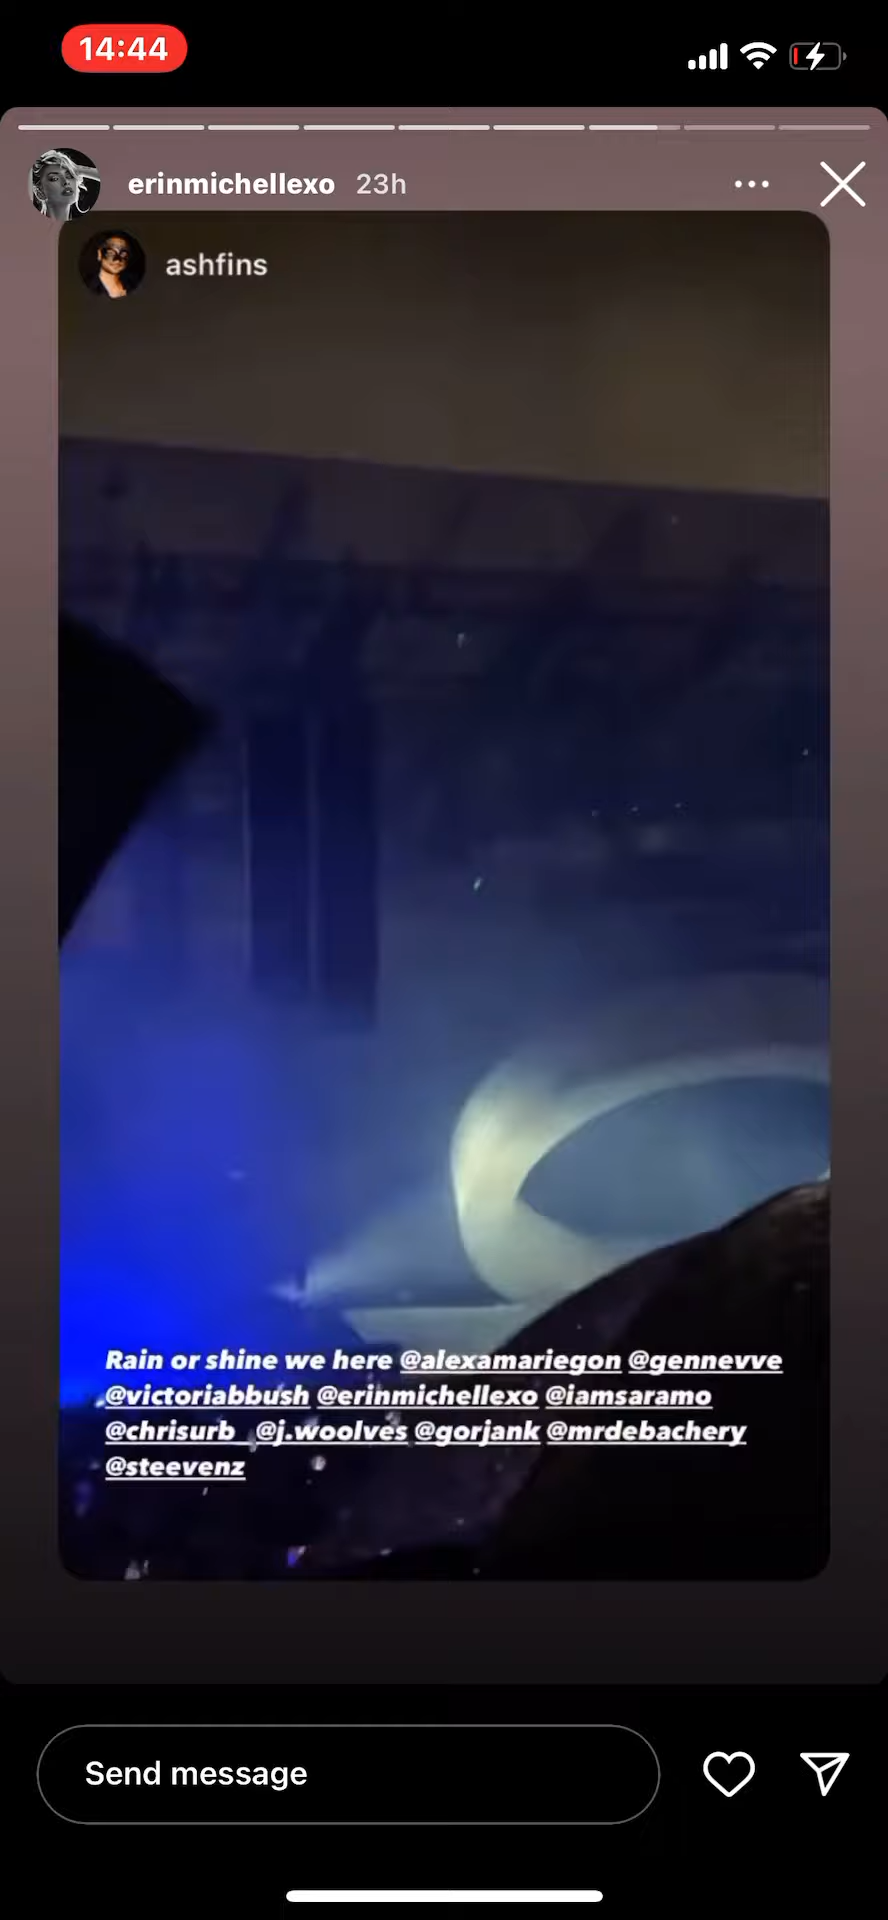 14:44
erinmichellexo 23h
ashfins
Rain or shine we here @alexamariegon @gennevve
@victoriabbush @erinmichellexo @iamsaramo
@chrisurb_ @j.woolves @gorjank @mrdebachery
@steevenz
Send message